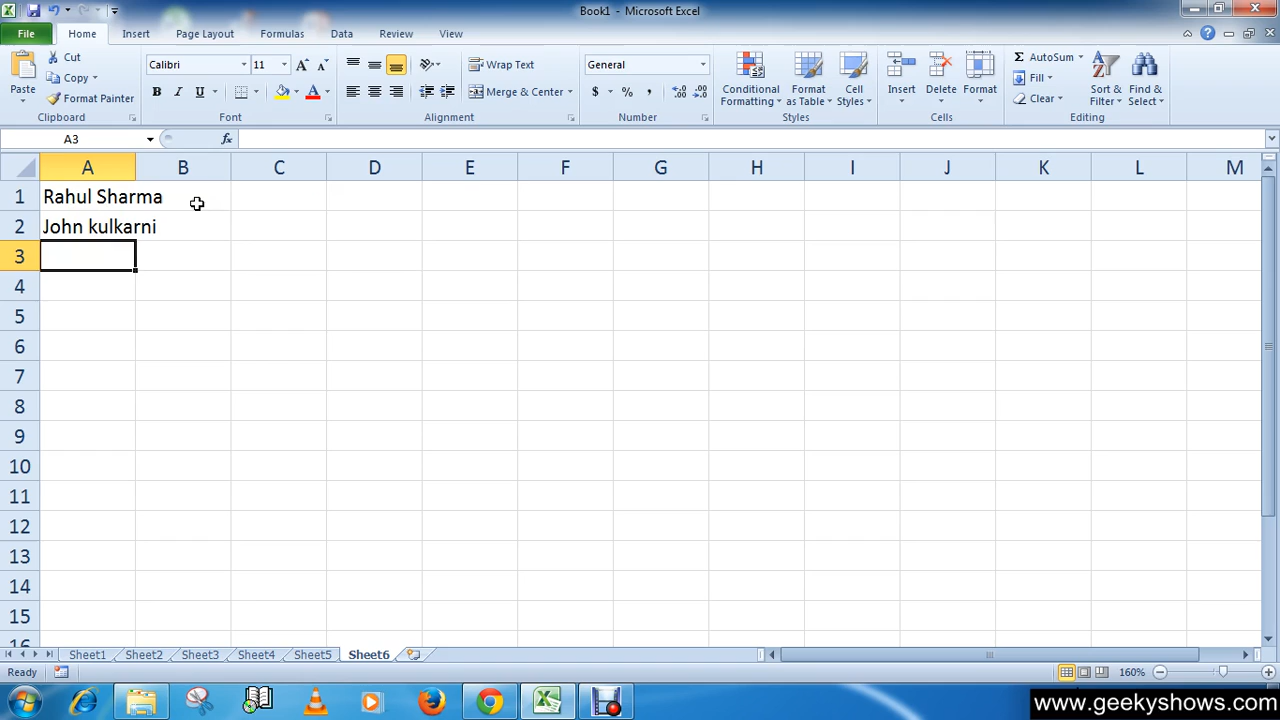 Book1 - Microsoft Excel
File Home Insert Page Layout Formulas Data Review View
Cut Calibri 11 Wrap Text General AutoSum
Copy Fill
Paste Format Painter Merge & Center $ % , Conditional Formatting Format as Table Cell Styles Insert Delete Format Clear Sort & Filter Find & Select
Clipboard Font Alignment Number Styles Cells Editing
A3 fx
A B C D E F G H I J K L M
1 Rahul Sharma
2 John kulkarni
3
4
5
6
7
8
9
10
11
12
13
14
15
16
Sheet1 Sheet2 Sheet3 Sheet4 Sheet5 Sheet6
Ready 160%
www.geekyshows.com